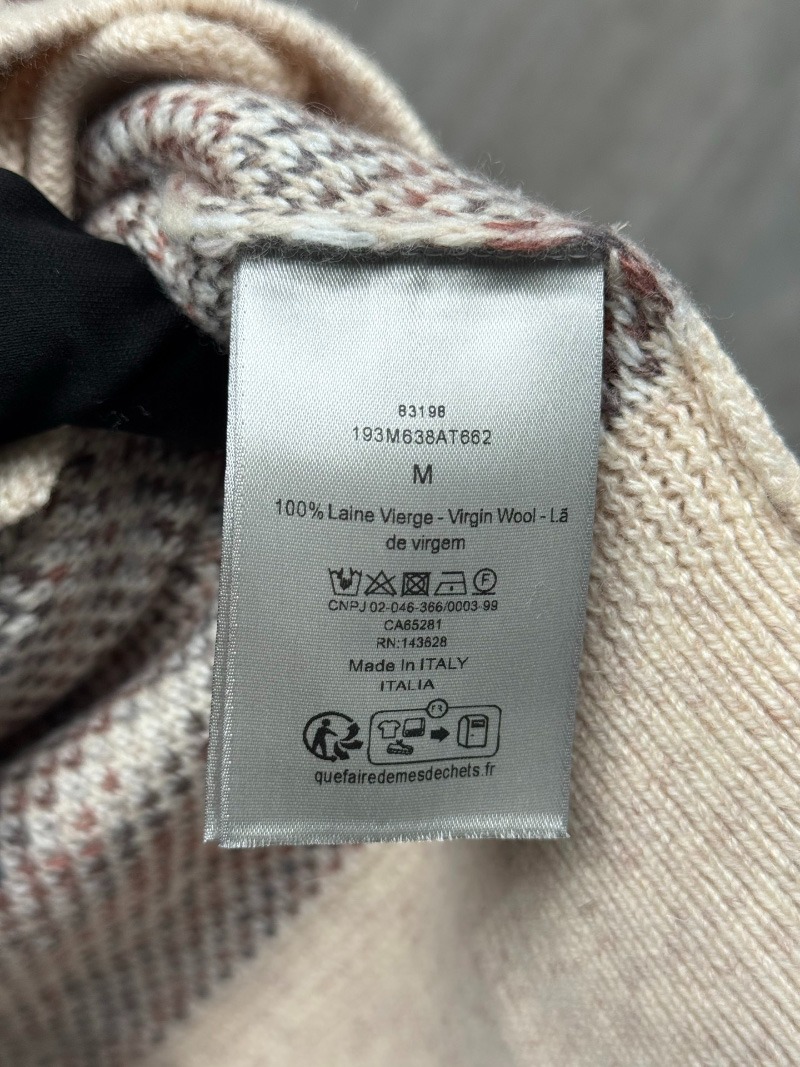 83198
193M638AT662
M
100% Laine Vierge - Virgin Wool - Lã
de virgem
F
CNPJ 02-046-366/0003-99
CA65281
RN:143628
Made In ITALY
ITALIA
FR
quefairedemesdechets.fr